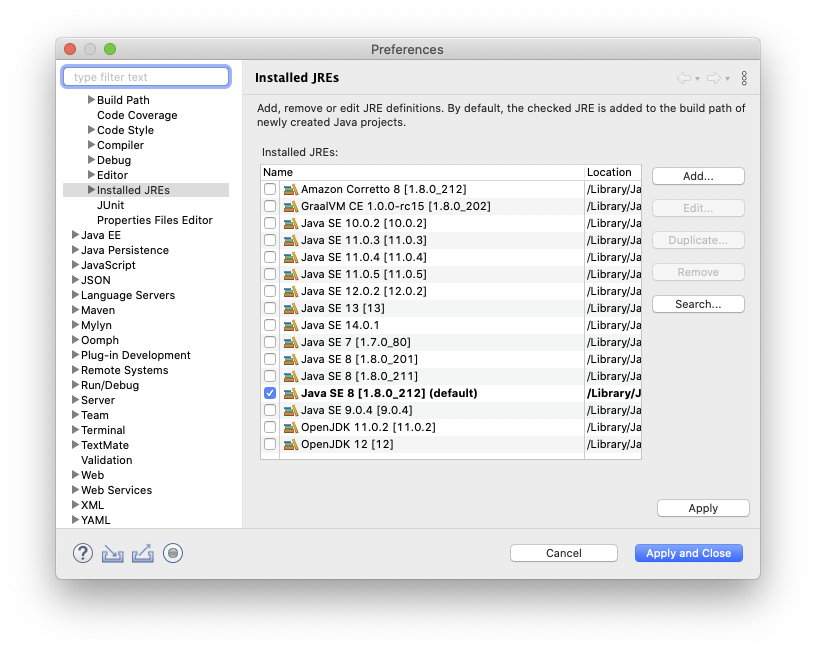 Preferences
type filter text
Build Path
Code Coverage
Code Style
Compiler
Debug
Editor
Installed JREs
JUnit
Properties Files Editor
Java EE
Java Persistence
JavaScript
JSON
Language Servers
Maven
Mylyn
Oomph
Plug-in Development
Remote Systems
Run/Debug
Server
Team
Terminal
TextMate
Validation
Web
Web Services
XML
YAML
Installed JREs
Add, remove or edit JRE definitions. By default, the checked JRE is added to the build path of
newly created Java projects.
Installed JREs:
Name Location
Amazon Corretto 8 [1.8.0_212] /Library/Ja
GraalVM CE 1.0.0-rc15 [1.8.0_202] /Library/Ja
Java SE 10.0.2 [10.0.2] /Library/Ja
Java SE 11.0.3 [11.0.3] /Library/Ja
Java SE 11.0.4 [11.0.4] /Library/Ja
Java SE 11.0.5 [11.0.5] /Library/Ja
Java SE 12.0.2 [12.0.2] /Library/Ja
Java SE 13 [13] /Library/Ja
Java SE 14.0.1 /Library/Ja
Java SE 7 [1.7.0_80] /Library/Ja
Java SE 8 [1.8.0_201] /Library/Ja
Java SE 8 [1.8.0_211] /Library/Ja
Java SE 8 [1.8.0_212] (default) /Library/J
Java SE 9.0.4 [9.0.4] /Library/Ja
OpenJDK 11.0.2 [11.0.2] /Library/Ja
OpenJDK 12 [12] /Library/Ja
Add...
Edit...
Duplicate...
Remove
Search...
Apply
?
Cancel
Apply and Close